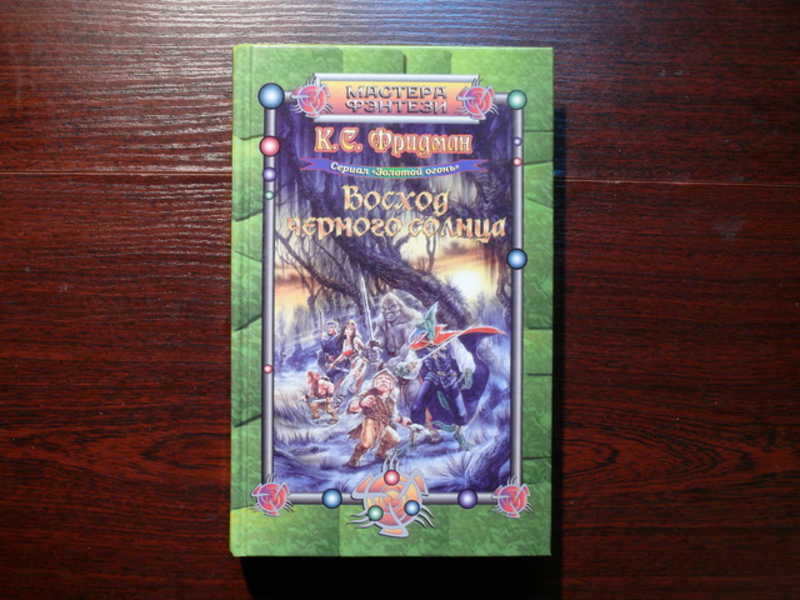 МАСТЕРА
ФЭНТЕЗИ
К.С. Фридман
Сериал «Золотой огонь»
Восход
черного солнца